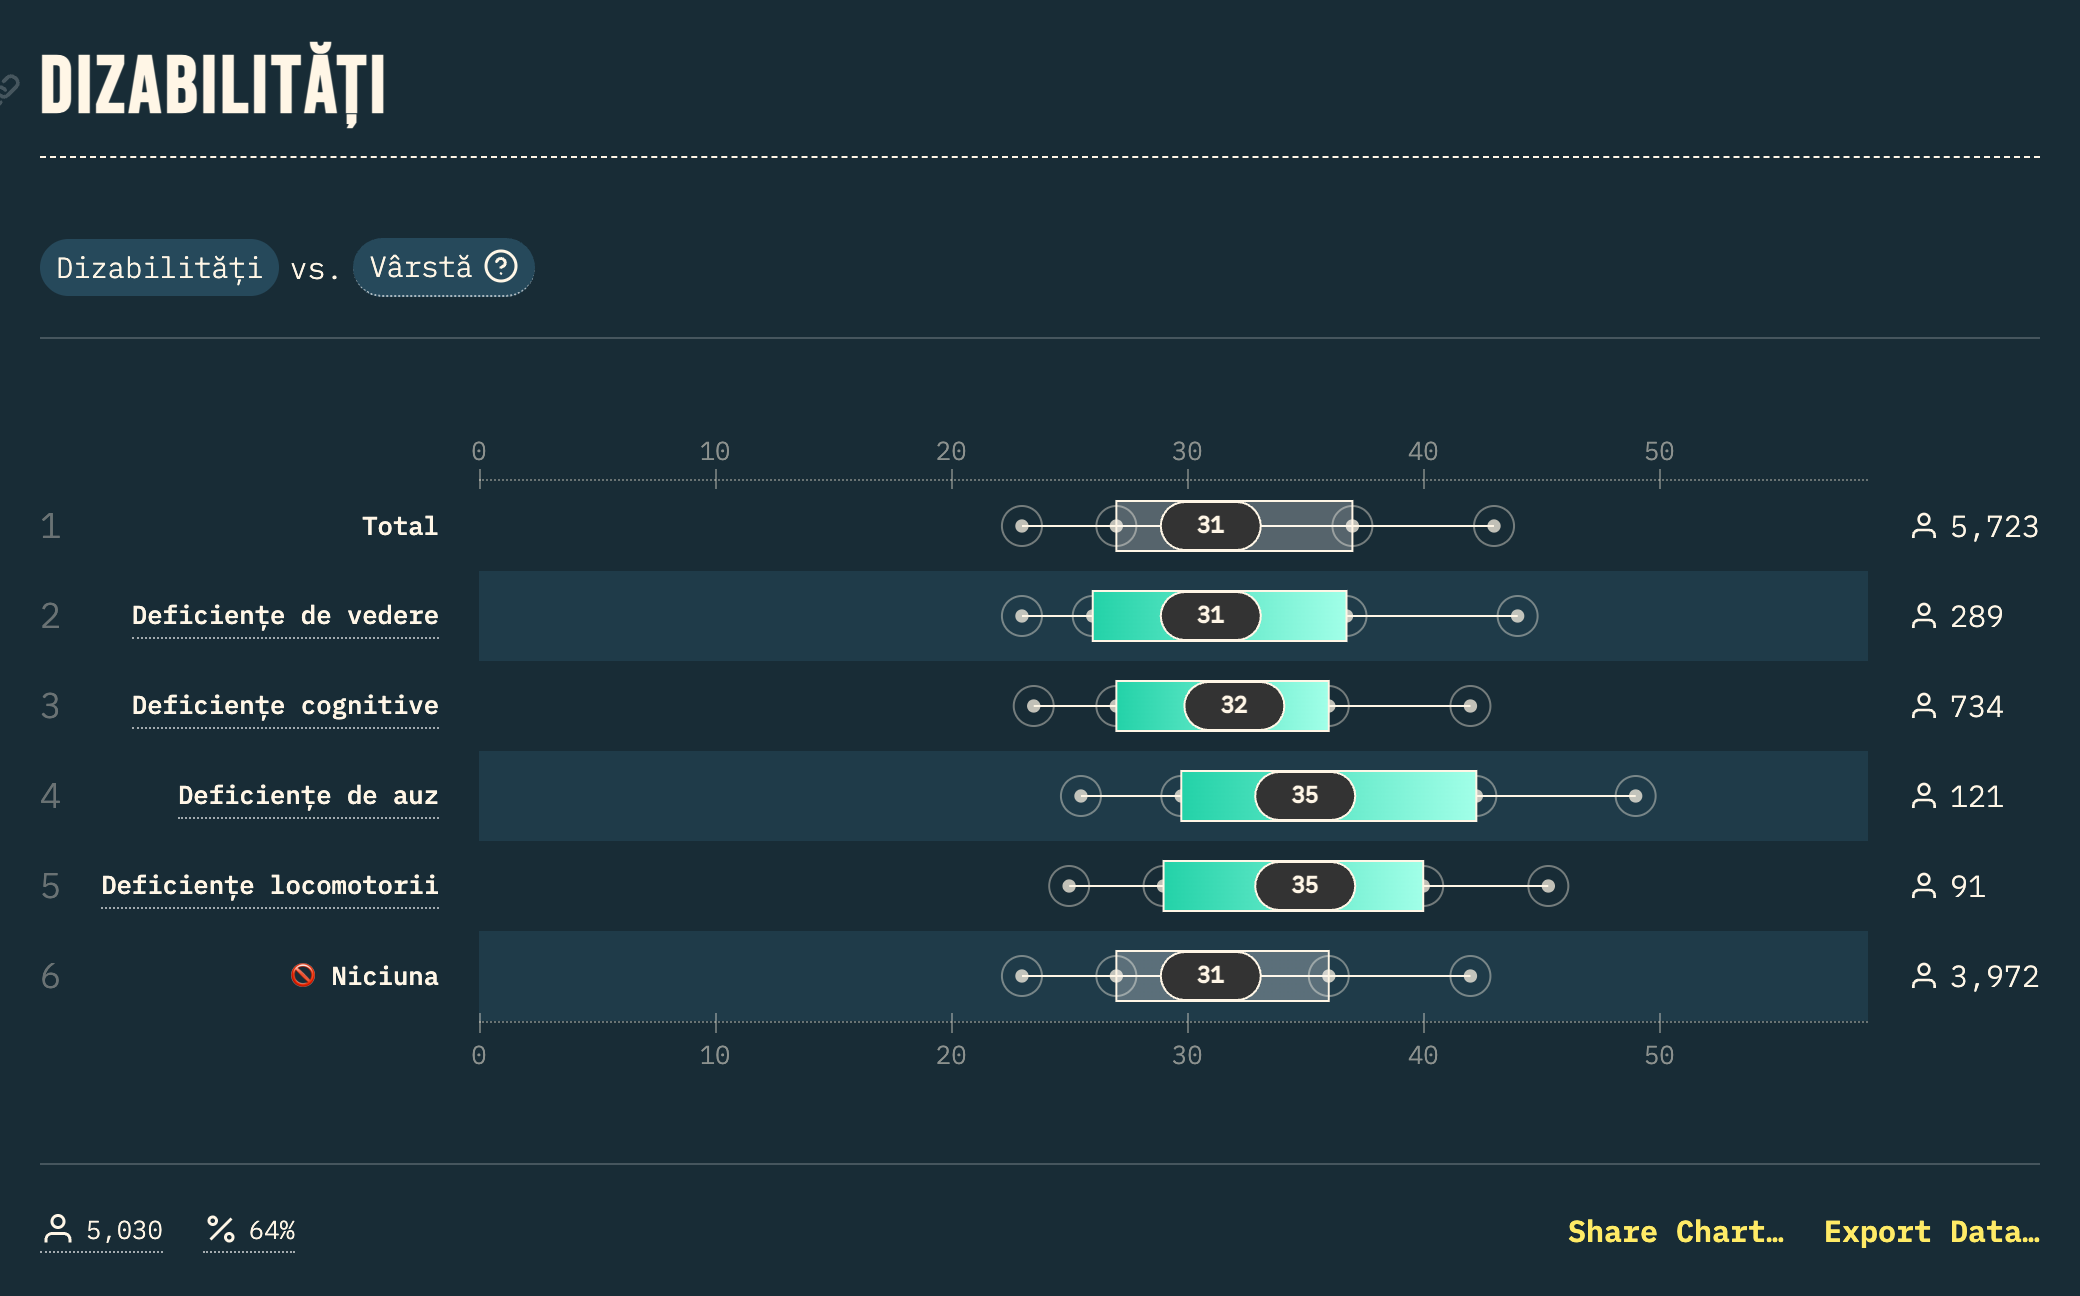 DIZABILITĂȚI
Dizabilități vs. Vârstă ?
0 10 20 30 40 50
1 Total 31 5,723
2 Deficiențe de vedere 31 289
3 Deficiențe cognitive 32 734
4 Deficiențe de auz 35 121
5 Deficiențe locomotorii 35 91
6 Niciuna 31 3,972
0 10 20 30 40 50
5,030 % 64% Share Chart… Export Data…